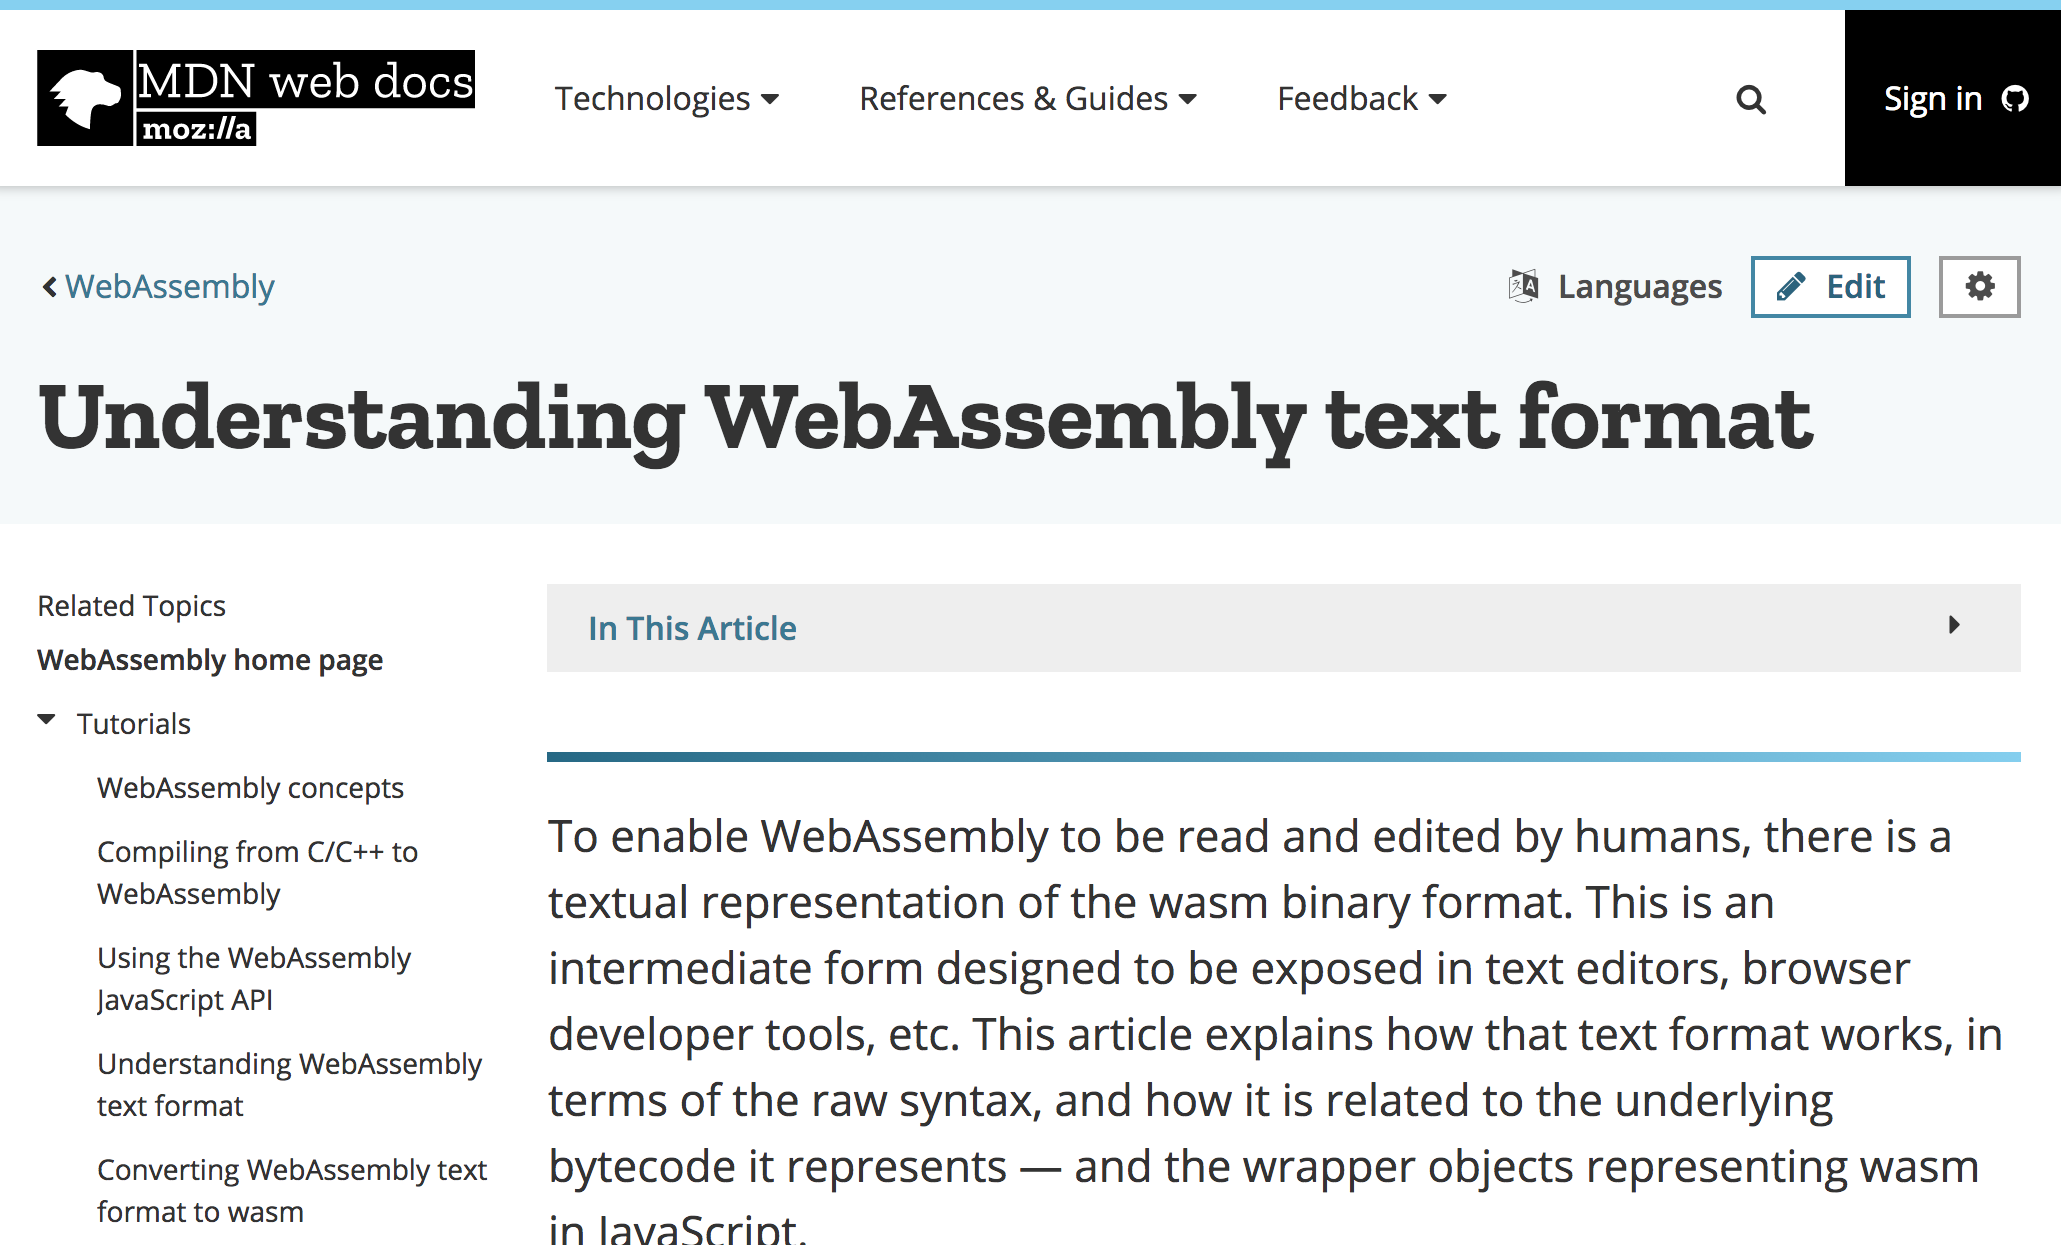 MDN web docs
moz://a
Technologies
References & Guides
Feedback
Sign in
WebAssembly
Languages
Edit
Understanding WebAssembly text format
Related Topics
WebAssembly home page
Tutorials
WebAssembly concepts
Compiling from C/C++ to
WebAssembly
Using the WebAssembly
JavaScript API
Understanding WebAssembly
text format
Converting WebAssembly text
format to wasm
In This Article
To enable WebAssembly to be read and edited by humans, there is a
textual representation of the wasm binary format. This is an
intermediate form designed to be exposed in text editors, browser
developer tools, etc. This article explains how that text format works, in
terms of the raw syntax, and how it is related to the underlying
bytecode it represents — and the wrapper objects representing wasm
in JavaScript.